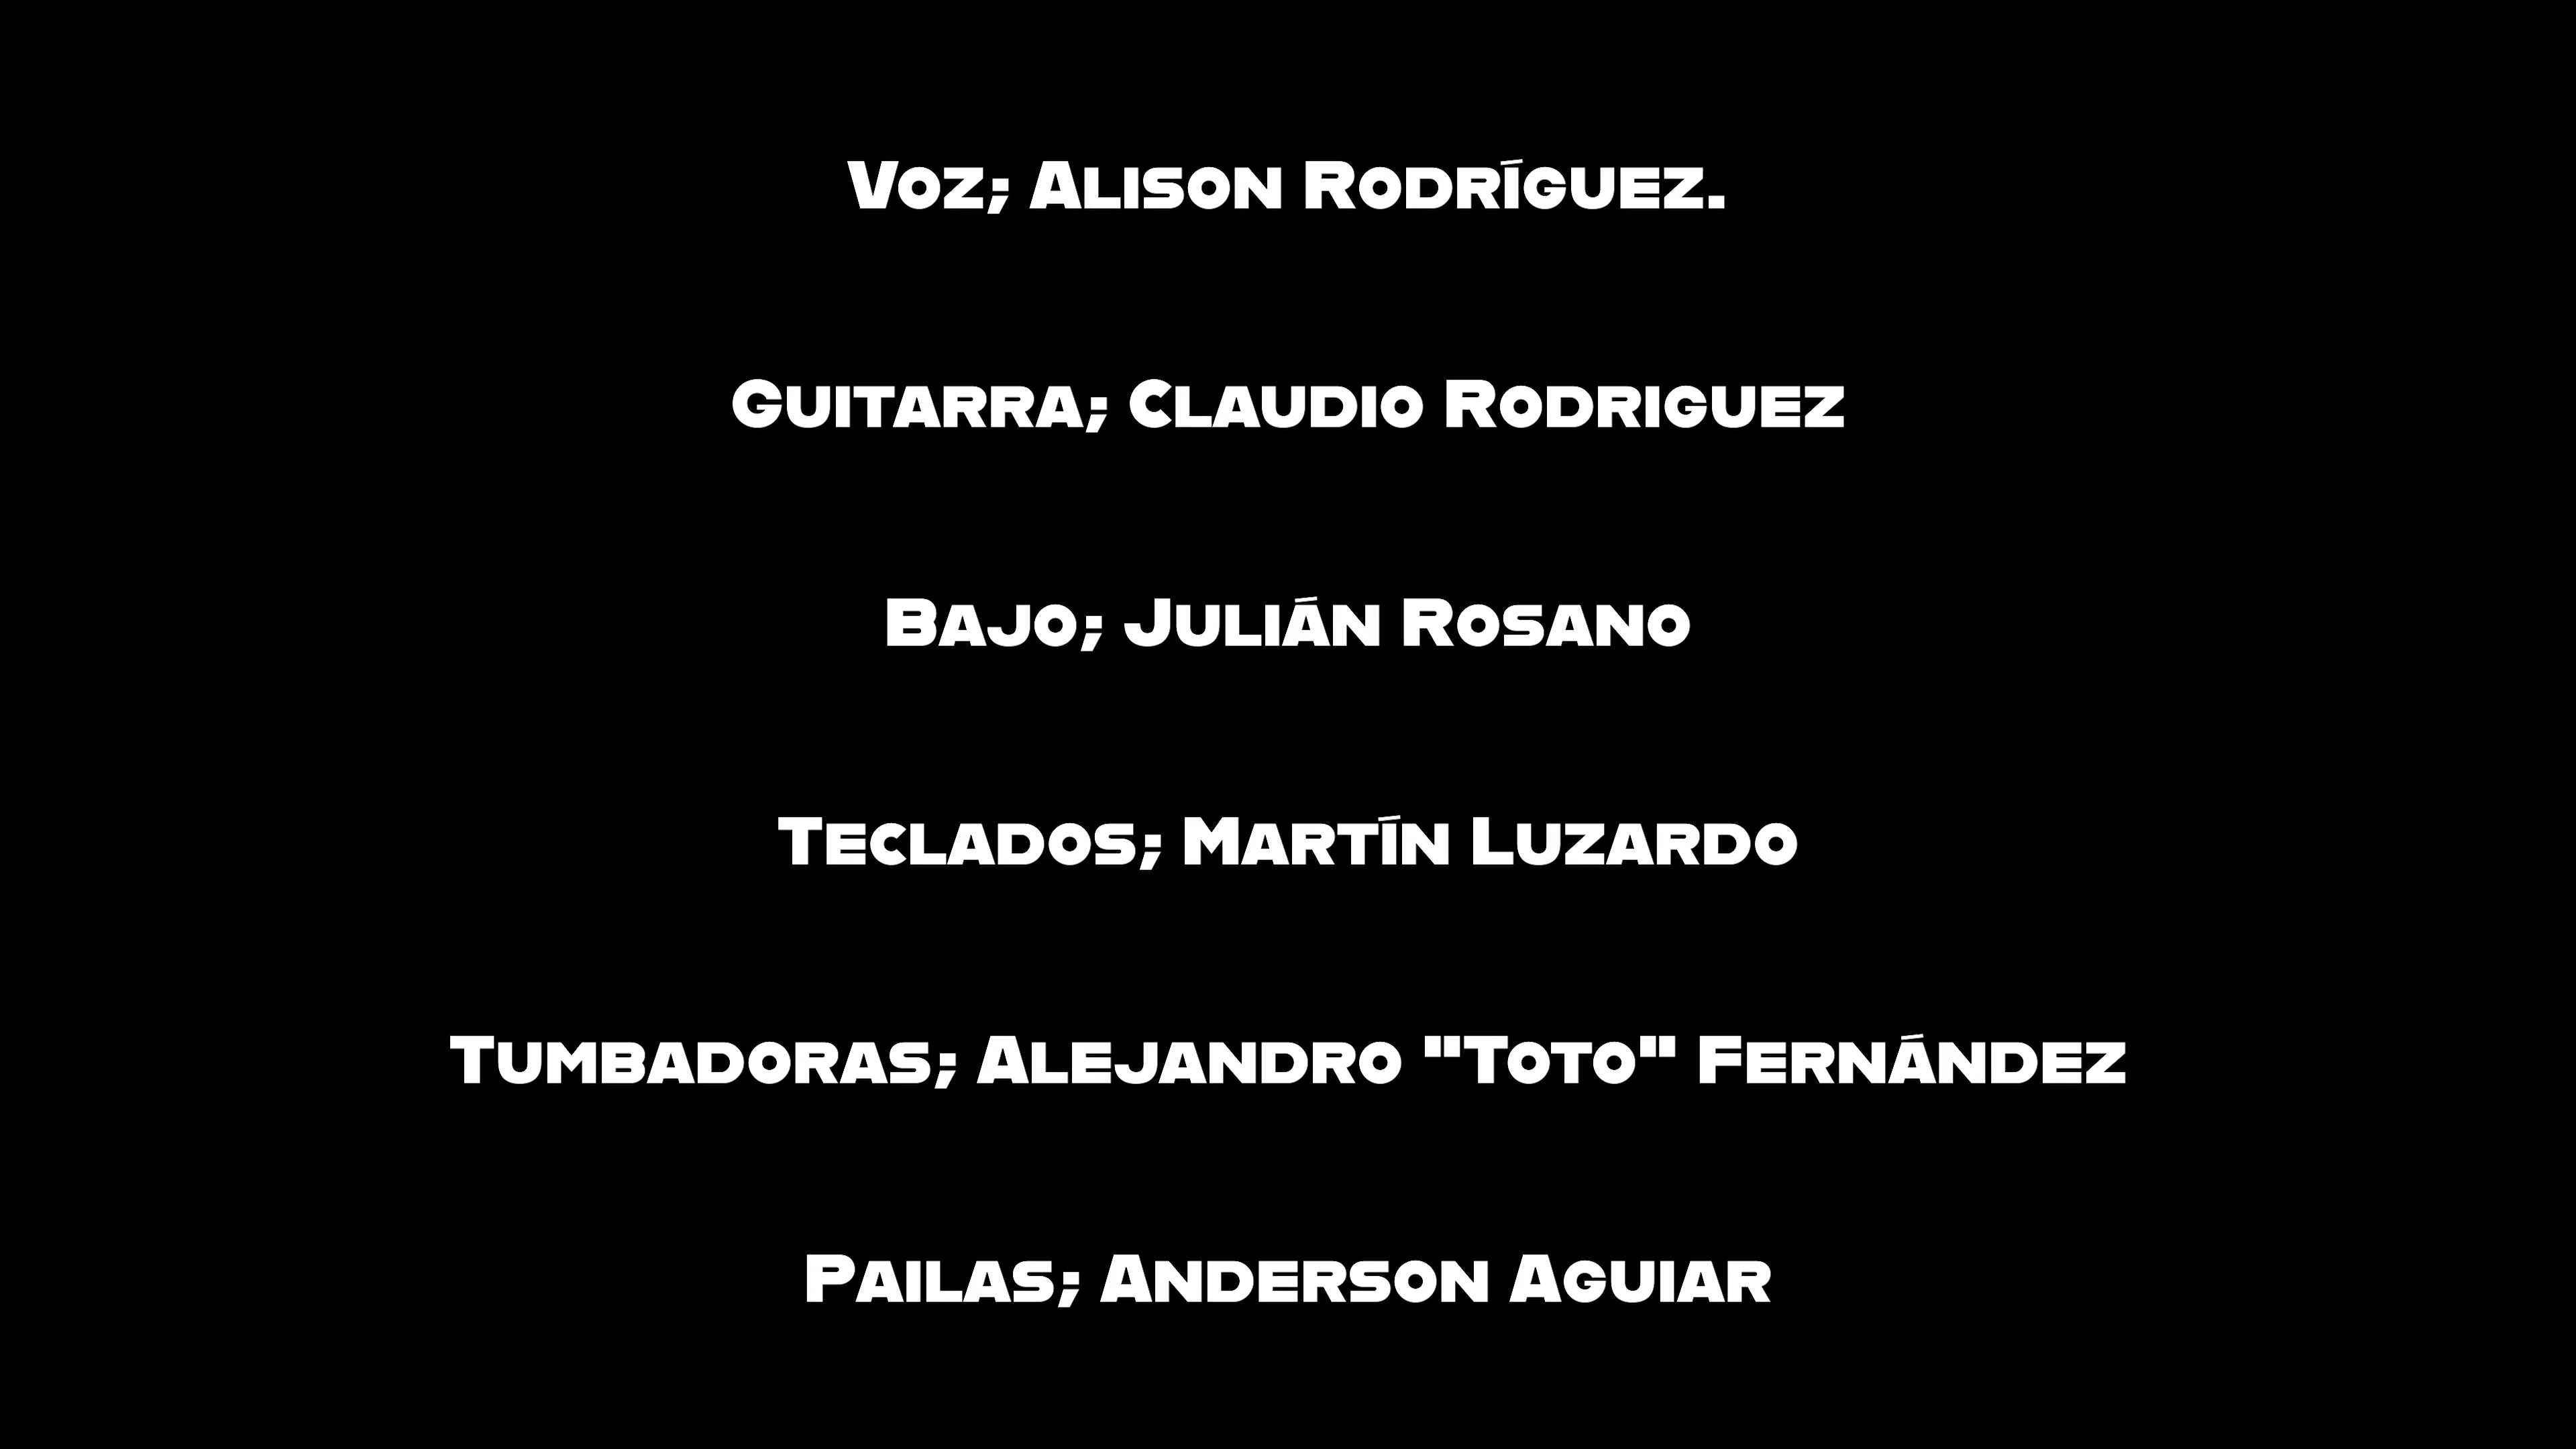 Voz; Alison Rodríguez.
Guitarra; Claudio Rodriguez
Bajo; Julián Rosano
Teclados; Martín Luzardo
Tumbadoras; Alejandro "Toto" Fernández
Pailas; Anderson Aguiar